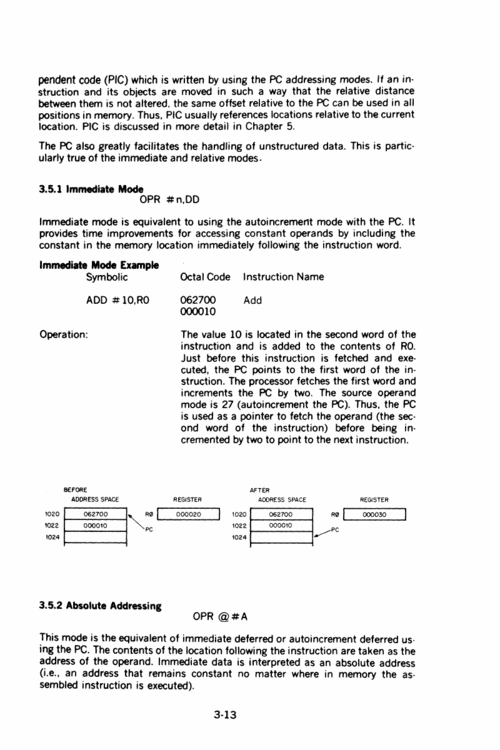 pendent code (PIC) which is written by using the PC addressing modes. If an in-
struction and its objects are moved in such a way that the relative distance
between them is not altered, the same offset relative to the PC can be used in all
positions in memory. Thus, PIC usually references locations relative to the current
location. PIC is discussed in more detail in Chapter 5.
The PC also greatly facilitates the handling of unstructured data. This is partic-
ularly true of the immediate and relative modes.
3.5.1 Immediate Mode
OPR #n,DD
Immediate mode is equivalent to using the autoincrement mode with the PC. It
provides time improvements for accessing constant operands by including the
constant in the memory location immediately following the instruction word.
Immediate Mode Example
Symbolic Octal Code Instruction Name
ADD #10,R0 062700 Add
000010
Operation: The value 10 is located in the second word of the
instruction and is added to the contents of R0.
Just before this instruction is fetched and exe-
cuted, the PC points to the first word of the in-
struction. The processor fetches the first word and
increments the PC by two. The source operand
mode is 27 (autoincrement the PC). Thus, the PC
is used as a pointer to fetch the operand (the sec-
ond word of the instruction) before being in-
cremented by two to point to the next instruction.
BEFORE AFTER
ADDRESS SPACE REGISTER ADDRESS SPACE REGISTER
1020 062700 R0 000020 1020 062700 R0 000030
1022 000010 PC 1022 000010 PC
1024 1024
3.5.2 Absolute Addressing
OPR @#A
This mode is the equivalent of immediate deferred or autoincrement deferred us-
ing the PC. The contents of the location following the instruction are taken as the
address of the operand. Immediate data is interpreted as an absolute address
(i.e., an address that remains constant no matter where in memory the as-
sembled instruction is executed).
3-13